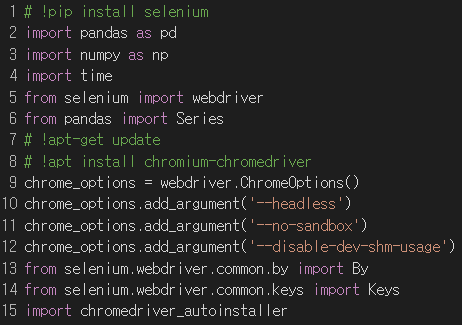 1 # !pip install selenium
2 import pandas as pd
3 import numpy as np
4 import time
5 from selenium import webdriver
6 from pandas import Series
7 # !apt-get update
8 # !apt install chromium-chromedriver
9 chrome_options = webdriver.ChromeOptions()
10 chrome_options.add_argument('--headless')
11 chrome_options.add_argument('--no-sandbox')
12 chrome_options.add_argument('--disable-dev-shm-usage')
13 from selenium.webdriver.common.by import By
14 from selenium.webdriver.common.keys import Keys
15 import chromedriver_autoinstaller